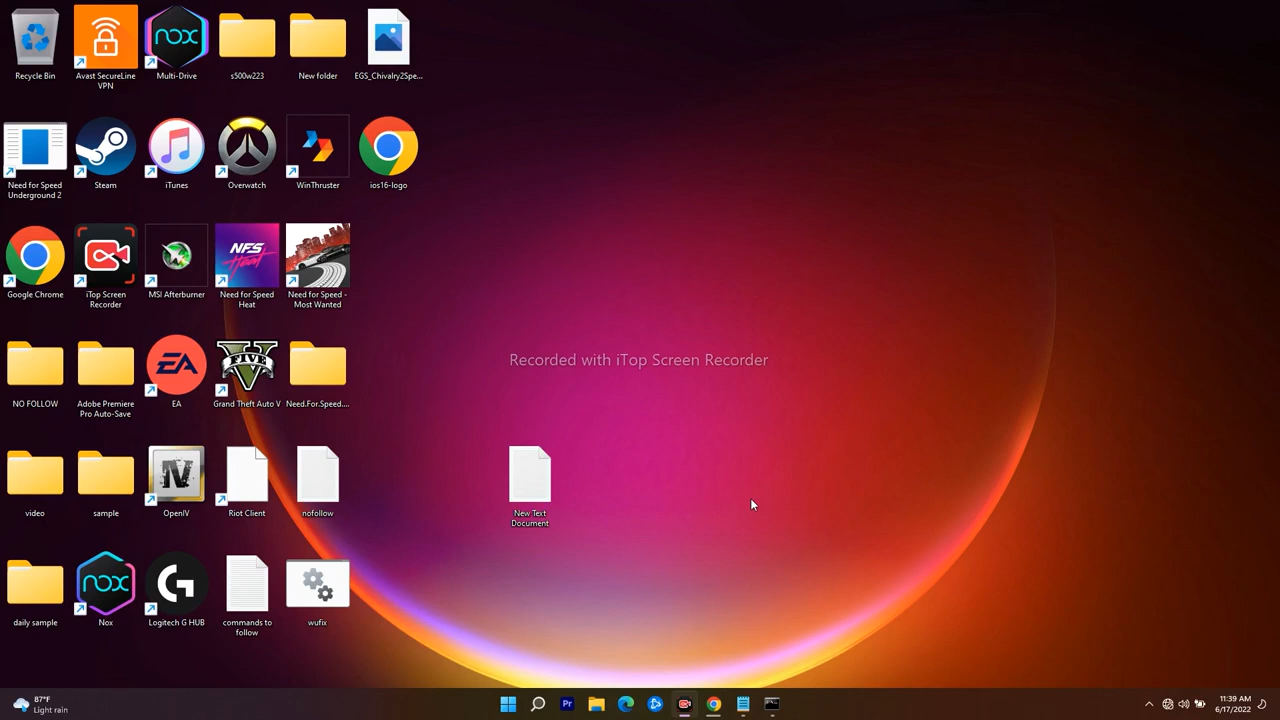 Recycle Bin
Avast SecureLine
VPN
nox
Multi-Drive
s500w223
New folder
EGS_Chivalry2Spe...
Need for Speed
Underground 2
Steam
iTunes
Overwatch
WinThruster
ios16-logo
Google Chrome
iTop Screen
Recorder
MSI Afterburner
NFS
Heat
Need for Speed
Heat
Need for Speed -
Most Wanted
NO FOLLOW
Adobe Premiere
Pro Auto-Save
EA
EA
FIVE
Grand Theft Auto V
Need.For.Speed....
Recorded with iTop Screen Recorder
video
sample
IV
OpenIV
Riot Client
nofollow
New Text
Document
daily sample
nox
Nox
G
Logitech G HUB
commands to
follow
wufix
87°F
Light rain
Pr
11:39 AM
6/17/2022